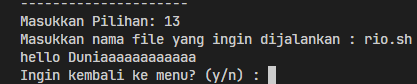 ---------------------
Masukkan Pilihan: 13
Masukkan nama file yang ingin dijalankan : rio.sh
hello Duniaaaaaaaaaaaa
Ingin kembali ke menu? (y/n) :